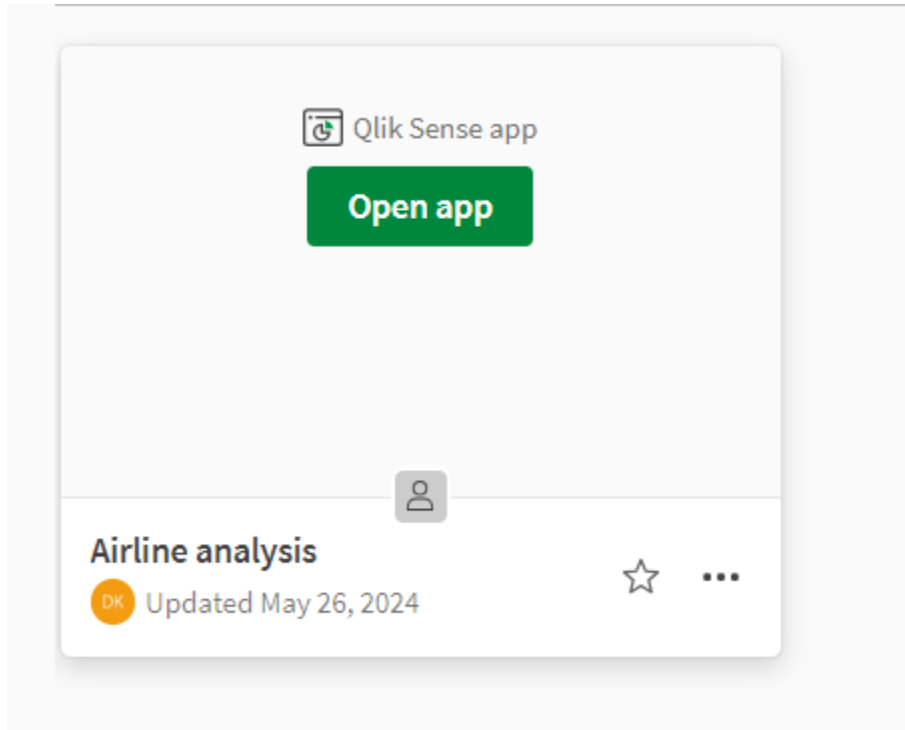 Qlik Sense app
Open app
Airline analysis
DK Updated May 26, 2024